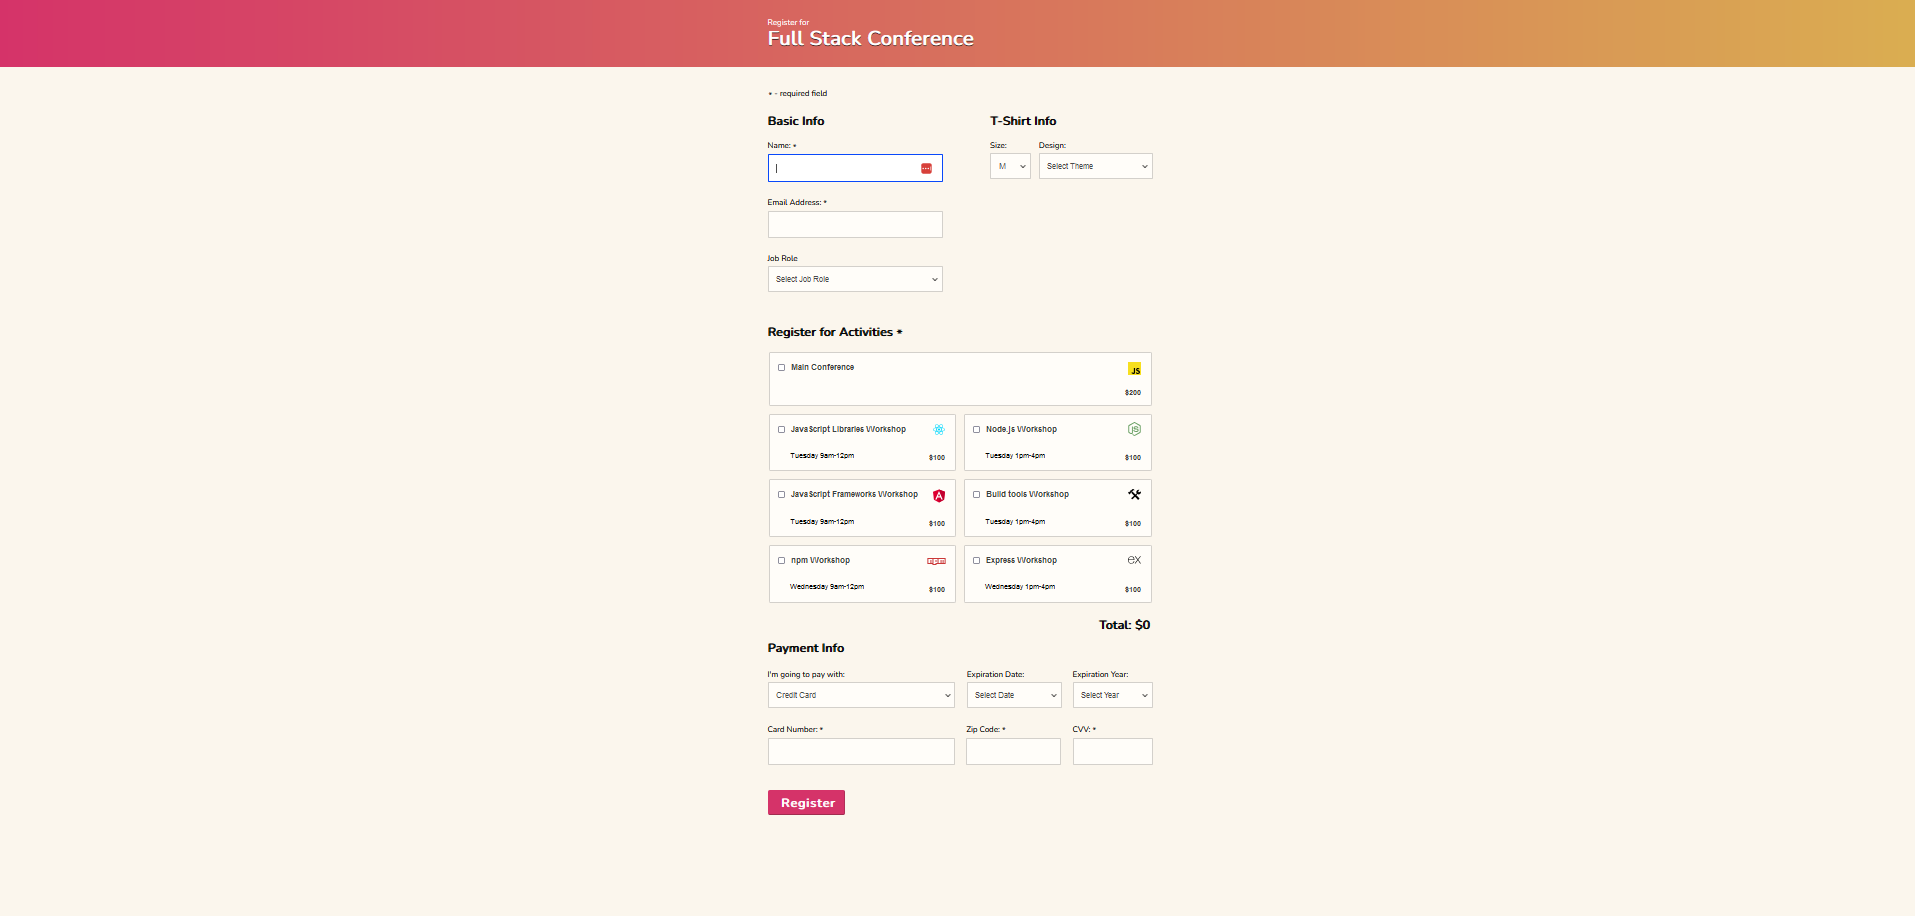 Register for
Full Stack Conference
* - required field
Basic Info
Name: *
Email Address: *
Job Role
Select Job Role
T-Shirt Info
Size:
Design:
M
Select Theme
Register for Activities *
Main Conference
JS
$200
JavaScript Libraries Workshop
Tuesday 9am-12pm
$100
Node.js Workshop
JS
Tuesday 1pm-4pm
$100
JavaScript Frameworks Workshop
A
Tuesday 9am-12pm
$100
Build tools Workshop
Tuesday 1pm-4pm
$100
npm Workshop
Wednesday 9am-12pm
$100
Express Workshop
ex
Wednesday 1pm-4pm
$100
Total: $0
Payment Info
I'm going to pay with:
Credit Card
Expiration Date:
Select Date
Expiration Year:
Select Year
Card Number: *
Zip Code: *
CVV: *
Register